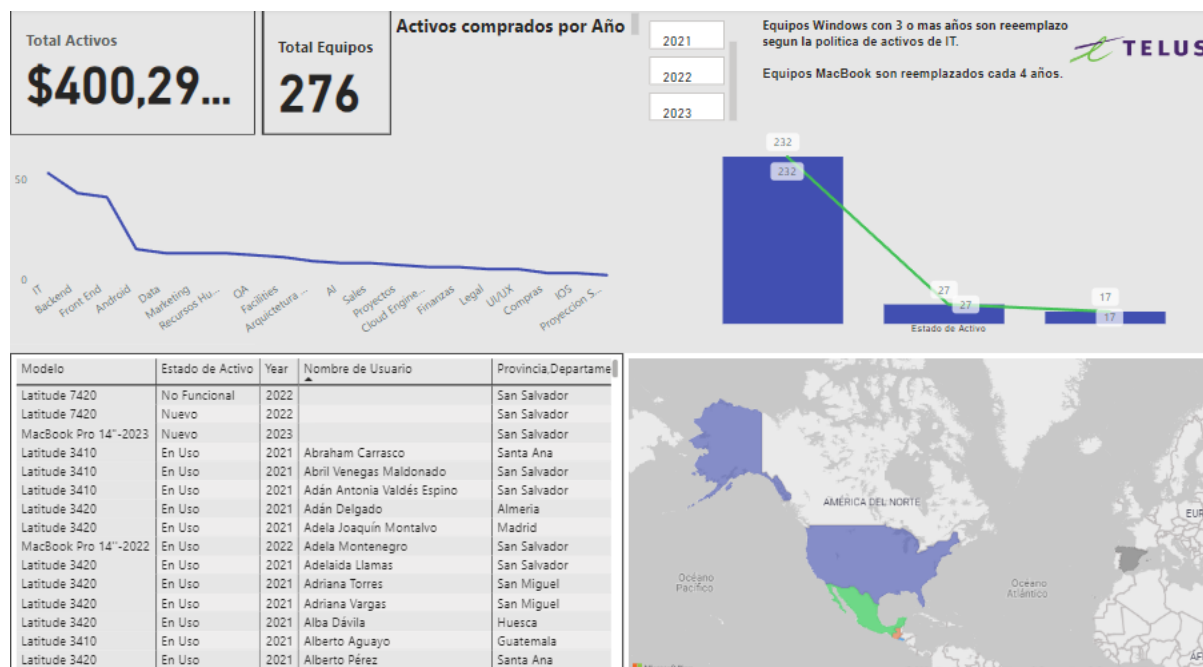 Total Activos
$400,29...
Total Equipos
276
Activos comprados por Año
2021
2022
2023
Equipos Windows con 3 o mas años son reeemplazo
segun la politica de activos de IT.
Equipos MacBook son reemplazados cada 4 años.
TELUS
50
0
IT
Backend
Front End
Android
Data
Marketing
Recursos Hu...
QA
Facilities
Arquictetura ...
AI
Sales
Proyectos
Cloud Engine...
Finanzas
Legal
UI/UX
Compras
IOS
Proyeccion S...
232
232
27
27
17
17
Estado de Activo
Modelo Estado de Activo Year Nombre de Usuario Provincia,Departame
Latitude 7420 No Funcional 2022 San Salvador
Latitude 7420 Nuevo 2022 San Salvador
MacBook Pro 14"-2023 Nuevo 2023 San Salvador
Latitude 3410 En Uso 2021 Abraham Carrasco Santa Ana
Latitude 3410 En Uso 2021 Abril Venegas Maldonado San Salvador
Latitude 3410 En Uso 2021 Adán Antonia Valdés Espino San Salvador
Latitude 3420 En Uso 2021 Adán Delgado Almeria
Latitude 3420 En Uso 2021 Adela Joaquín Montalvo Madrid
MacBook Pro 14"-2022 En Uso 2022 Adela Montenegro San Salvador
Latitude 3420 En Uso 2021 Adelaida Llamas San Salvador
Latitude 3420 En Uso 2021 Adriana Torres San Miguel
Latitude 3420 En Uso 2021 Adriana Vargas San Miguel
Latitude 3420 En Uso 2021 Alba Dávila Huesca
Latitude 3410 En Uso 2021 Alberto Aguayo Guatemala
Latitude 3420 En Uso 2021 Alberto Pérez Santa Ana
AMÉRICA DEL NORTE
EUR
Océano
Pacífico
Océano
Atlántico